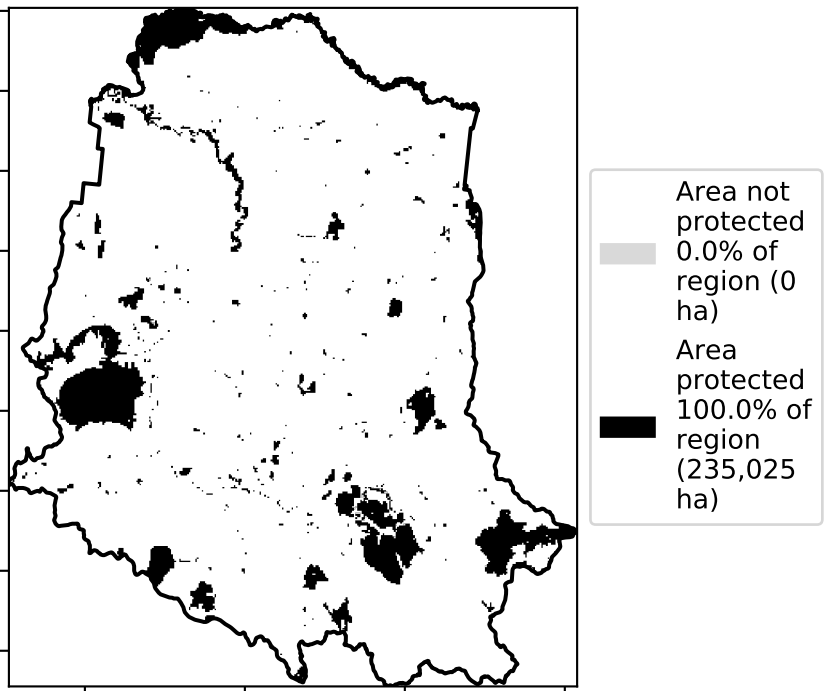 Area not
protected
0.0% of
region (0
ha)
Area
protected
100.0% of
region
(235,025
ha)